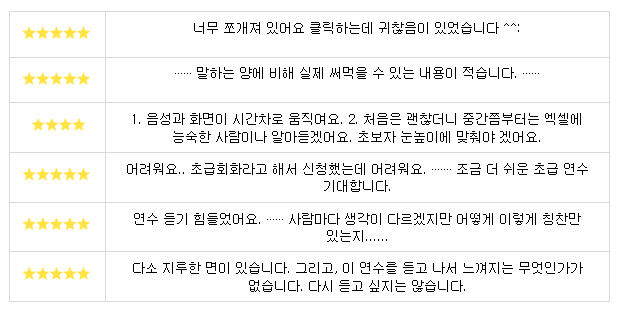 ★★★★★ 너무 쪼개져 있어요 클릭하는데 귀찮음이 있었습니다 ^^:
★★★★★ ······ 말하는 양에 비해 실제 써먹을 수 있는 내용이 적습니다. ······
★★★★ 1. 음성과 화면이 시간차로 움직여요. 2. 처음은 괜찮더니 중간쯤부터는 엑셀에
능숙한 사람이나 알아듣겠어요. 초보자 눈높이에 맞춰야 겠어요.
★★★★★ 어려워요.. 초급회화라고 해서 신청했는데 어려워요. ······· 조금 더 쉬운 초급 연수
기대합니다.
★★★★★ 연수 듣기 힘들었어요. ······ 사람마다 생각이 다르겠지만 어떻게 이렇게 칭찬만
있는지......
★★★★★ 다소 지루한 면이 있습니다. 그리고, 이 연수을 듣고 나서 느껴지는 무엇인가가
없습니다. 다시 듣고 싶지는 않습니다.